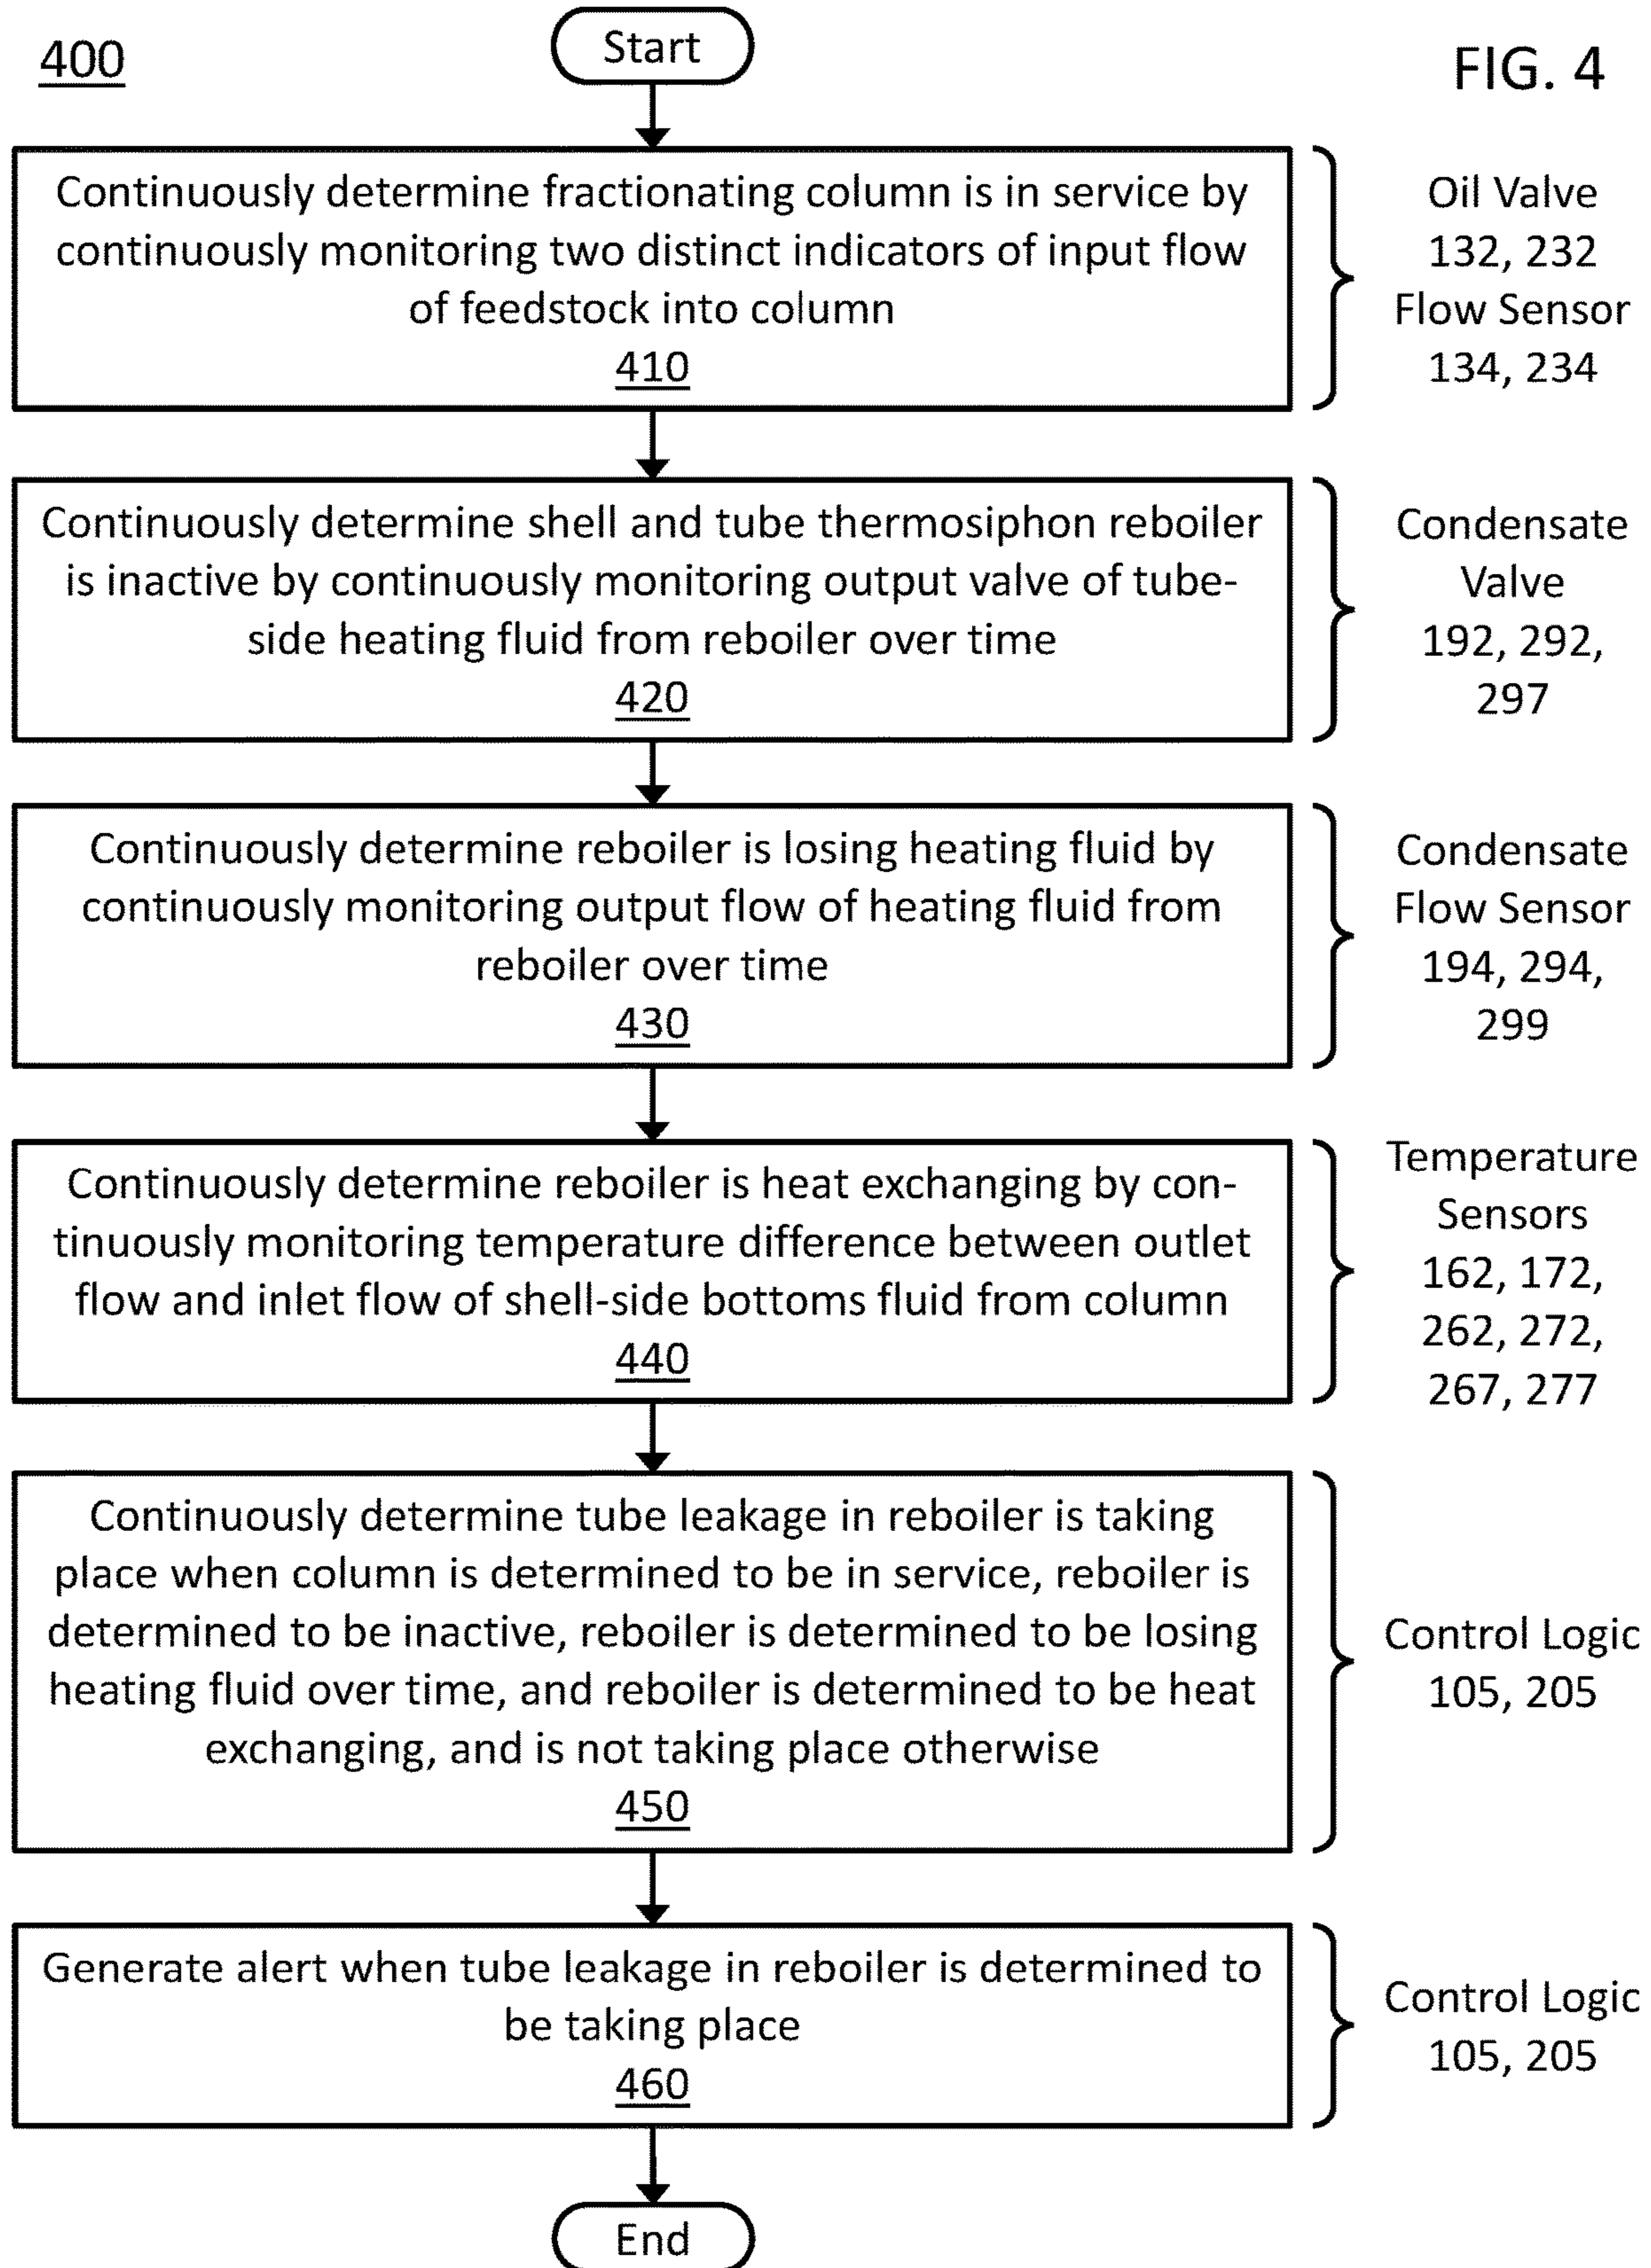 400
Start
FIG. 4
Continuously determine fractionating column is in service by
continuously monitoring two distinct indicators of input flow
of feedstock into column
410
Oil Valve
132, 232
Flow Sensor
134, 234
Continuously determine shell and tube thermosiphon reboiler
is inactive by continuously monitoring output valve of tube-
side heating fluid from reboiler over time
420
Condensate
Valve
192, 292,
297
Continuously determine reboiler is losing heating fluid by
continuously monitoring output flow of heating fluid from
reboiler over time
430
Condensate
Flow Sensor
194, 294,
299
Continuously determine reboiler is heat exchanging by con-
tinuously monitoring temperature difference between outlet
flow and inlet flow of shell-side bottoms fluid from column
440
Temperature
Sensors
162, 172,
262, 272,
267, 277
Continuously determine tube leakage in reboiler is taking
place when column is determined to be in service, reboiler is
determined to be inactive, reboiler is determined to be losing
heating fluid over time, and reboiler is determined to be heat
exchanging, and is not taking place otherwise
450
Control Logic
105, 205
Generate alert when tube leakage in reboiler is determined to
be taking place
460
Control Logic
105, 205
End